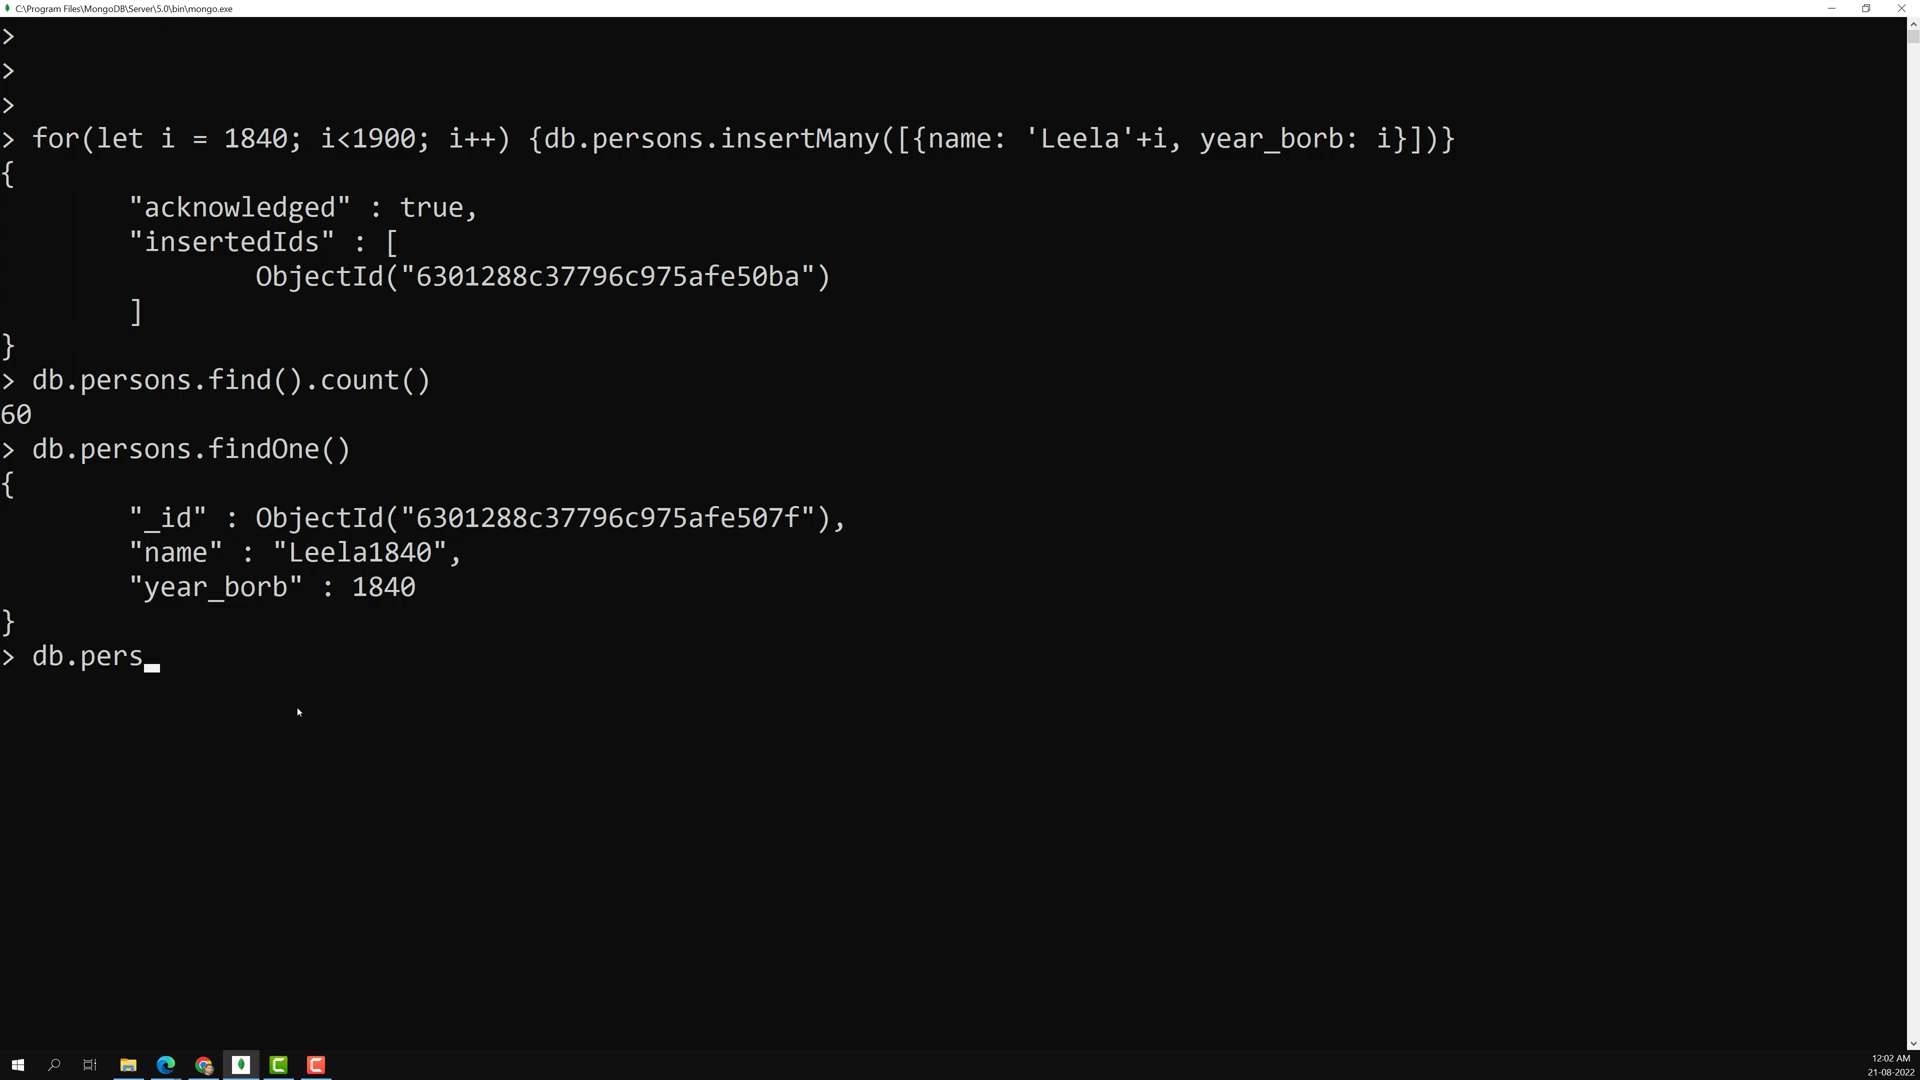 C:\Program Files\MongoDB\Server\5.0\bin\mongo.exe
>
>
>
> for(let i = 1840; i<1900; i++) {db.persons.insertMany([{name: 'Leela'+i, year_borb: i}])}
{
"acknowledged" : true,
"insertedIds" : [
ObjectId("6301288c37796c975afe50ba")
]
}
> db.persons.find().count()
60
> db.persons.findOne()
{
"_id" : ObjectId("6301288c37796c975afe507f"),
"name" : "Leela1840",
"year_borb" : 1840
}
> db.pers_
12:02 AM
21-08-2022